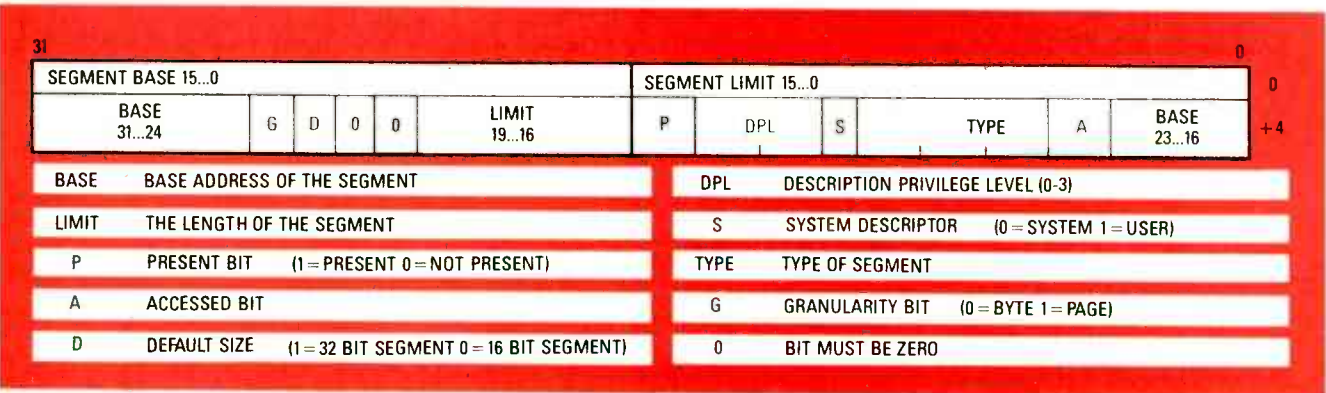 31 0
SEGMENT BASE 15...0 SEGMENT LIMIT 15...0 0
BASE 31...24 G D 0 0 LIMIT 19...16 P DPL S TYPE A BASE 23...16 +4
BASE BASE ADDRESS OF THE SEGMENT
DPL DESCRIPTION PRIVILEGE LEVEL (0-3)
LIMIT THE LENGTH OF THE SEGMENT
S SYSTEM DESCRIPTOR (0=SYSTEM 1=USER)
P PRESENT BIT (1=PRESENT 0=NOT PRESENT)
TYPE TYPE OF SEGMENT
A ACCESSED BIT
G GRANULARITY BIT (0=BYTE 1=PAGE)
D DEFAULT SIZE (1=32 BIT SEGMENT 0=16 BIT SEGMENT)
0 BIT MUST BE ZERO